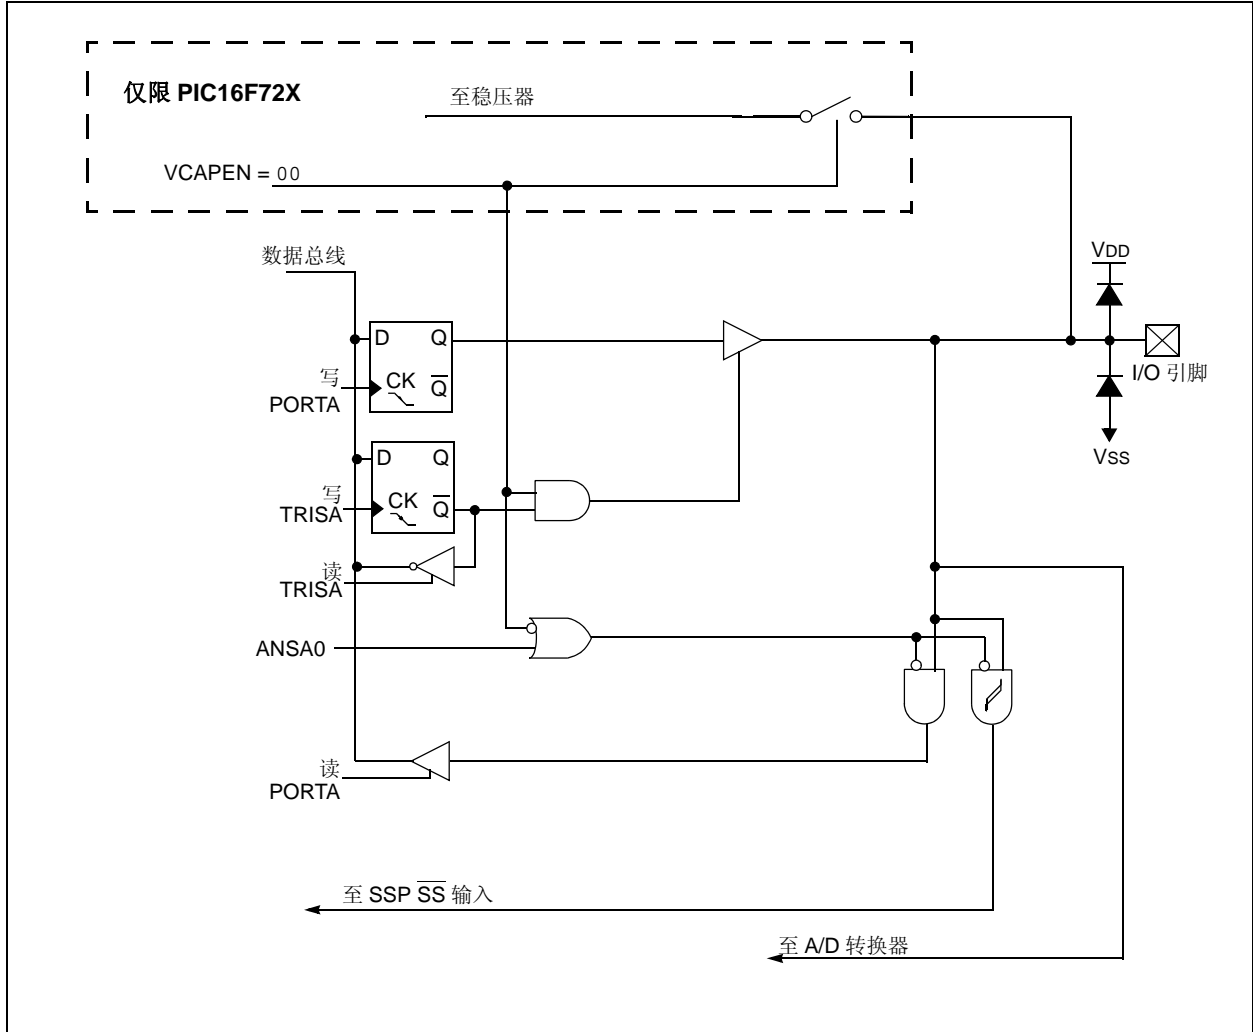 仅限 PIC16F72X
至稳压器
VCAPEN = 00
数据总线
VDD
D Q
写
PORTA
CK Q̅
I/O 引脚
VSS
D Q
写
TRISA
CK Q̅
读
TRISA
ANSA0
读
PORTA
至 SSP S̅S̅ 输入
至 A/D 转换器